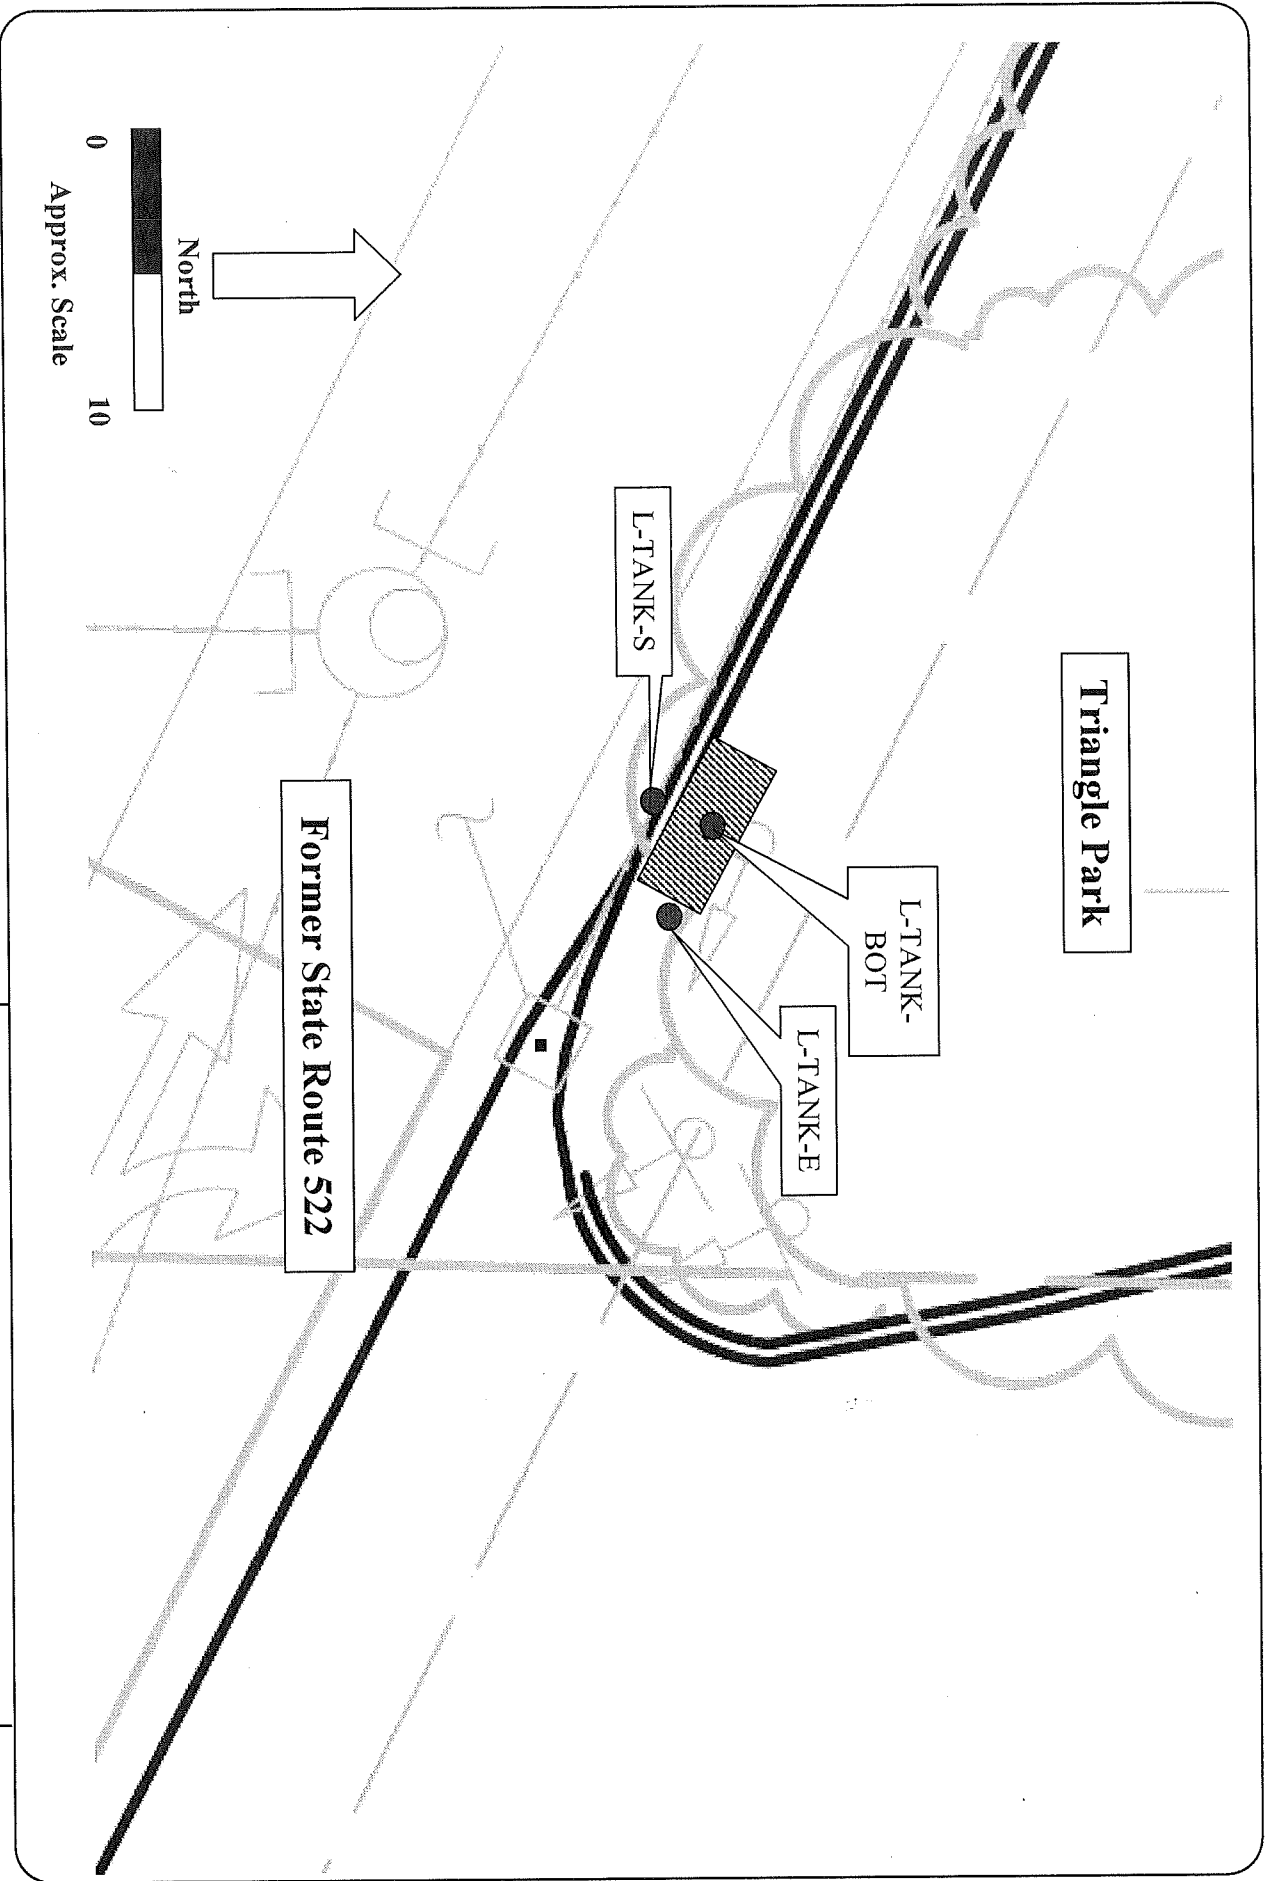 Triangle Park
L-TANK-
BOT
L-TANK-E
L-TANK-S
Former State Route 522
North
0
10
Approx. Scale